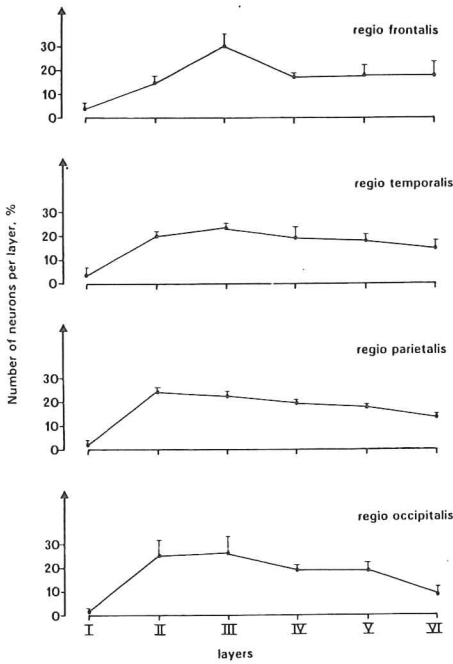 regio frontalis
30
20
10
0
regio temporalis
30
20
10
0
Number of neurons per layer, %
regio parietalis
30
20
10
0
regio occipitalis
30
20
10
0
I II III IV V VI
layers